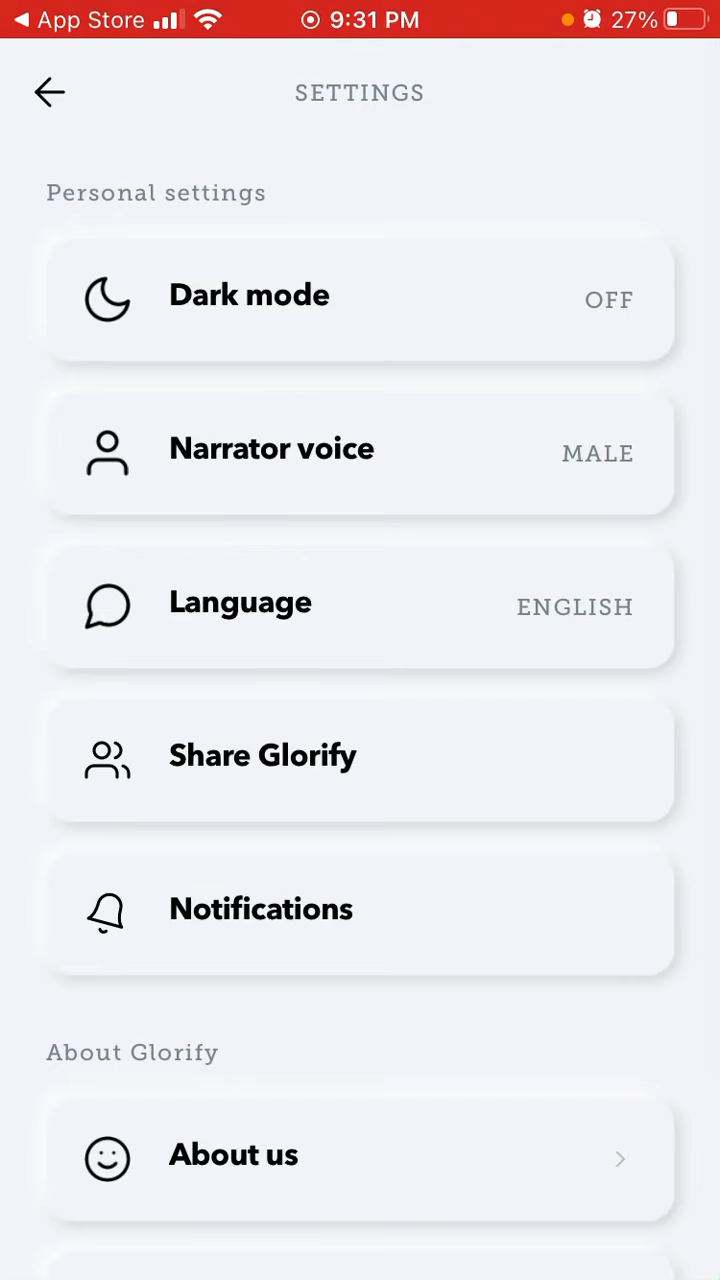 App Store 9:31 PM 27%
SETTINGS
Personal settings
Dark mode OFF
Narrator voice MALE
Language ENGLISH
Share Glorify
Notifications
About Glorify
About us